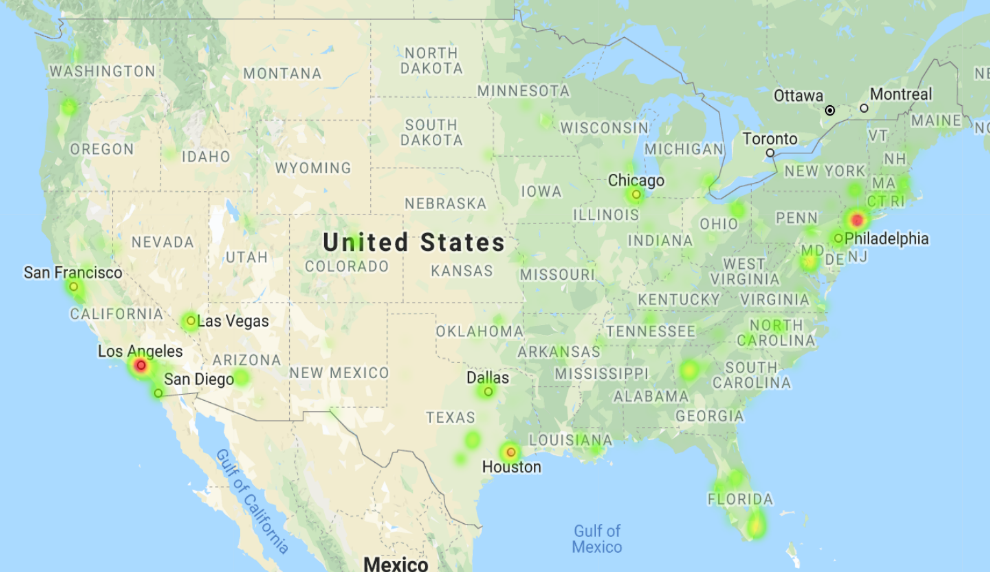 WASHINGTON
MONTANA
NORTH
DAKOTA
MINNESOTA
Ottawa
Montreal
OREGON
IDAHO
SOUTH
DAKOTA
WISCONSIN
MICHIGAN
Toronto
VT
MAINE
NH
WYOMING
NEBRASKA
IOWA
Chicago
NEW YORK
MA
CT
RI
ILLINOIS
INDIANA
OHIO
PENN
Philadelphia
NEVADA
UTAH
United States
COLORADO
KANSAS
MISSOURI
WEST
VIRGINIA
MD
DE
NJ
San Francisco
CALIFORNIA
Las Vegas
KENTUCKY
VIRGINIA
Los Angeles
ARIZONA
NEW MEXICO
OKLAHOMA
ARKANSAS
TENNESSEE
NORTH
CAROLINA
San Diego
Dallas
MISSISSIPPI
ALABAMA
SOUTH
CAROLINA
GEORGIA
TEXAS
LOUISIANA
Houston
Gulf of California
FLORIDA
Gulf of
Mexico
Mexico